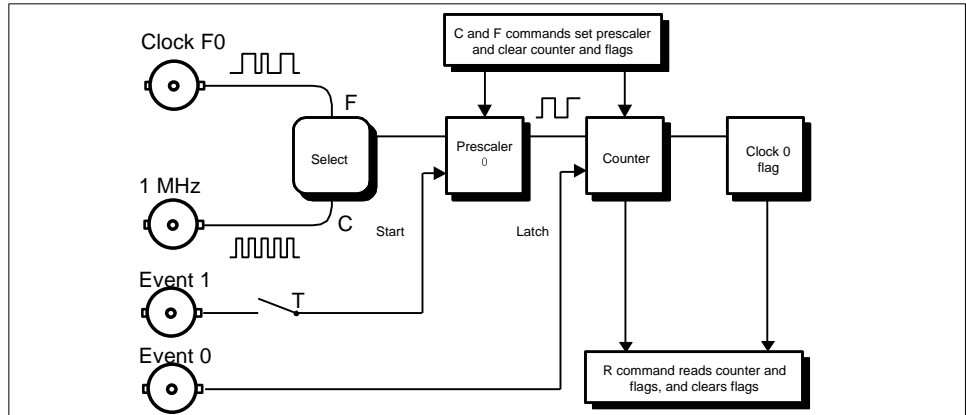 C and F commands set prescaler
and clear counter and flags
Clock F0
F
Select
Prescaler
0
Counter
Clock 0
flag
1 MHz
C
Start
Latch
Event 1
T
Event 0
R command reads counter and
flags, and clears flags